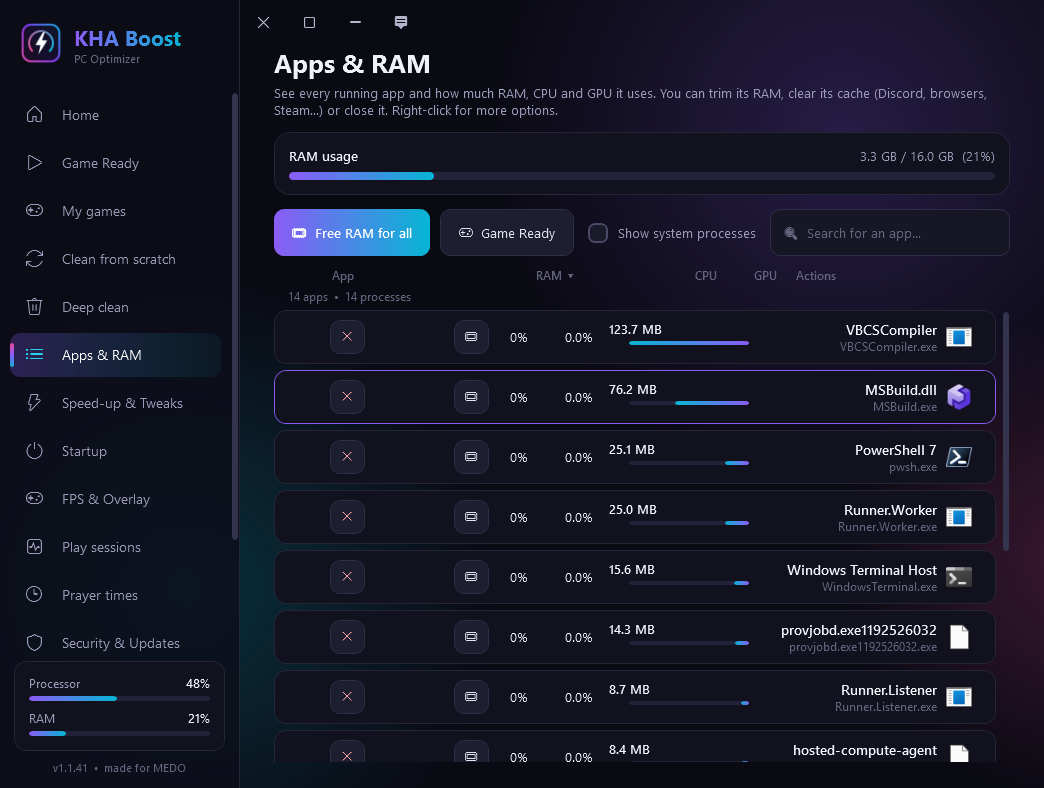 KHA Boost
PC Optimizer
Home
Game Ready
My games
Clean from scratch
Deep clean
Apps & RAM
Speed-up & Tweaks
Startup
FPS & Overlay
Play sessions
Prayer times
Security & Updates
Processor 48%
RAM 21%
v1.1.41 • made for MEDO
Apps & RAM
See every running app and how much RAM, CPU and GPU it uses. You can trim its RAM, clear its cache (Discord, browsers,
Steam...) or close it. Right-click for more options.
RAM usage 3.3 GB / 16.0 GB (21%)
Free RAM for all Game Ready Show system processes Search for an app...
App RAM ▾ CPU GPU Actions
14 apps • 14 processes
0% 0.0% 123.7 MB VBCSCompiler
VBCSCompiler.exe
0% 0.0% 76.2 MB MSBuild.dll
MSBuild.exe
0% 0.0% 25.1 MB PowerShell 7
pwsh.exe
0% 0.0% 25.0 MB Runner.Worker
Runner.Worker.exe
0% 0.0% 15.6 MB Windows Terminal Host
WindowsTerminal.exe
0% 0.0% 14.3 MB provjobd.exe1192526032
provjobd.exe1192526032.exe
0% 0.0% 8.7 MB Runner.Listener
Runner.Listener.exe
0% 0.0% 8.4 MB hosted-compute-agent